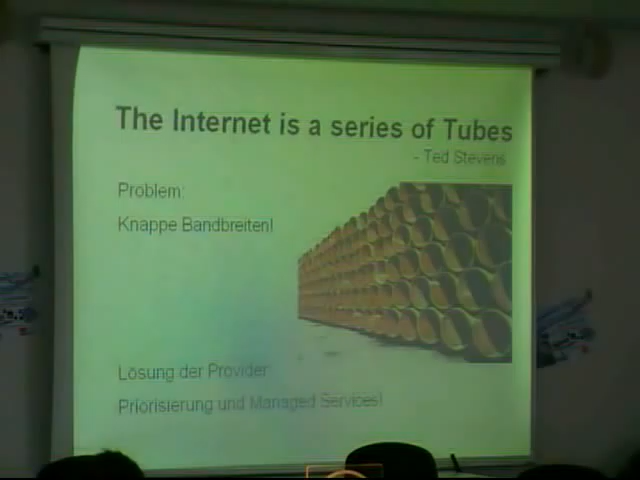 The Internet is a series of Tubes
- Ted Stevens
Problem:
Knappe Bandbreiten!
Lösung der Provider:
Priorisierung und Managed Services!